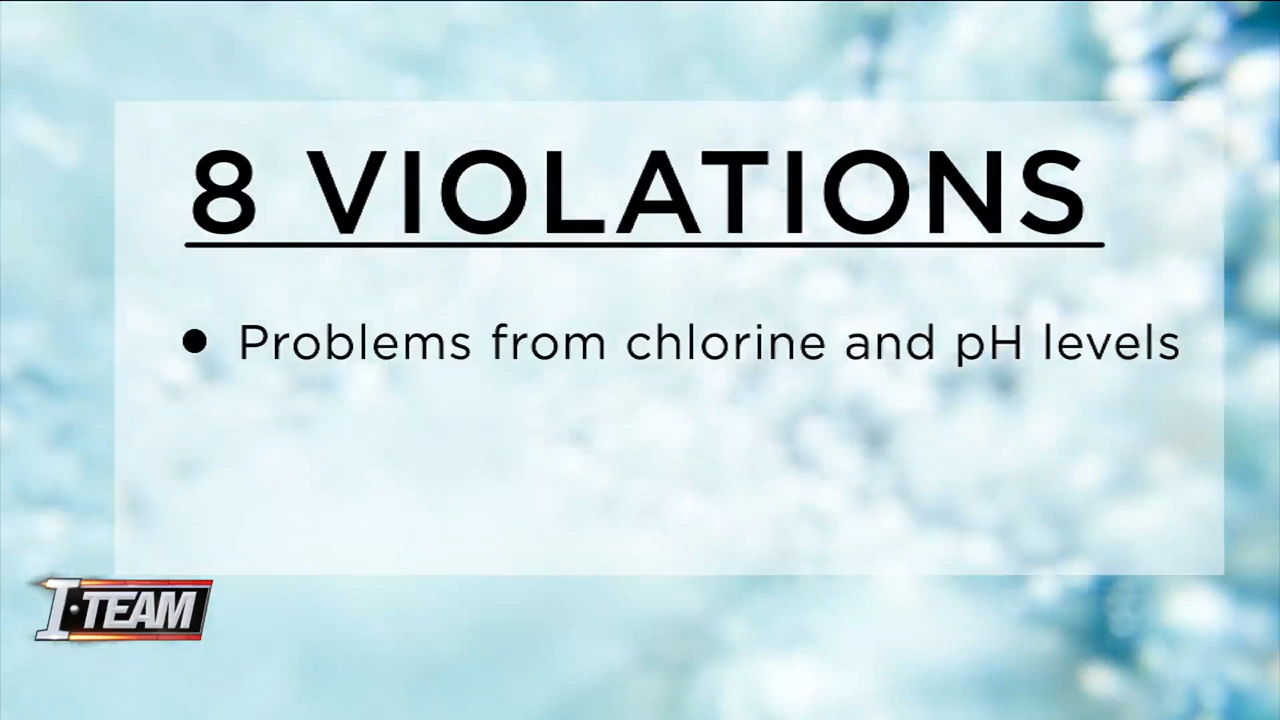 8 VIOLATIONS
● Problems from chlorine and pH levels
I·TEAM